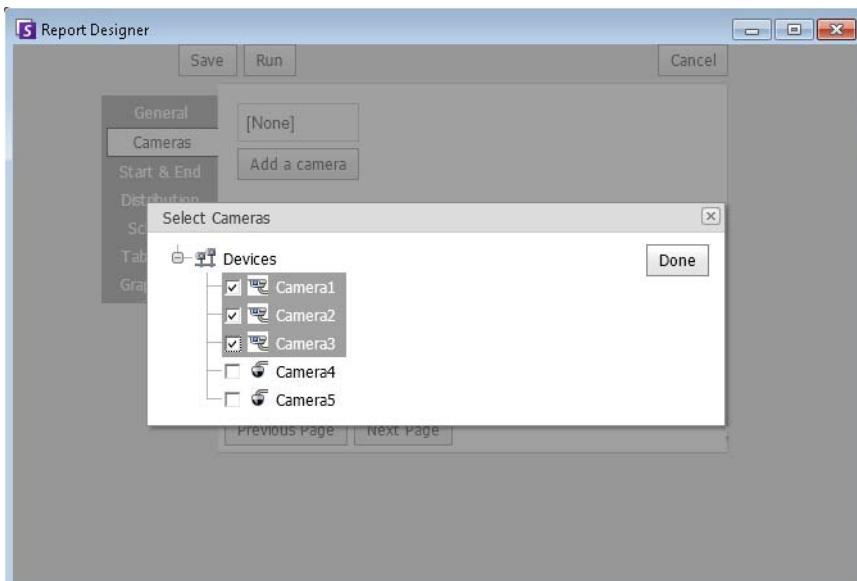 Report Designer
Save Run Cancel
General
[None]
Cameras
Add a camera
Start & End
Distribution
Select Cameras
Devices
Done
Camera1
Camera2
Camera3
Camera4
Camera5
Previous Page Next Page